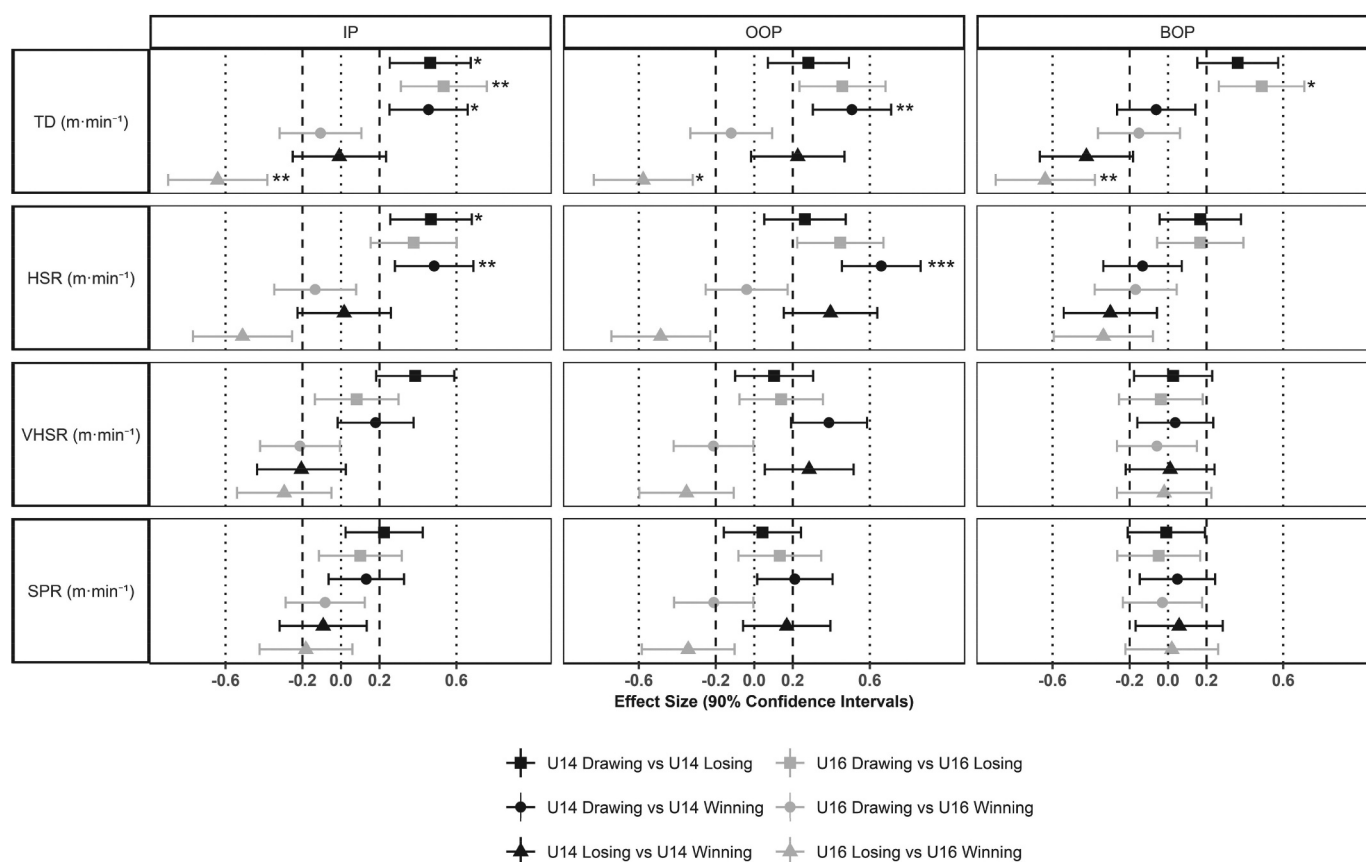 IP OOP BOP
TD (m·min⁻¹)
*
**
*
**
**
*
*
**
HSR (m·min⁻¹)
*
**
***
VHSR (m·min⁻¹)
SPR (m·min⁻¹)
-0.6 -0.2 0.0 0.2 0.6 -0.6 -0.2 0.0 0.2 0.6 -0.6 -0.2 0.0 0.2 0.6
Effect Size (90% Confidence Intervals)
U14 Drawing vs U14 Losing U16 Drawing vs U16 Losing
U14 Drawing vs U14 Winning U16 Drawing vs U16 Winning
U14 Losing vs U14 Winning U16 Losing vs U16 Winning